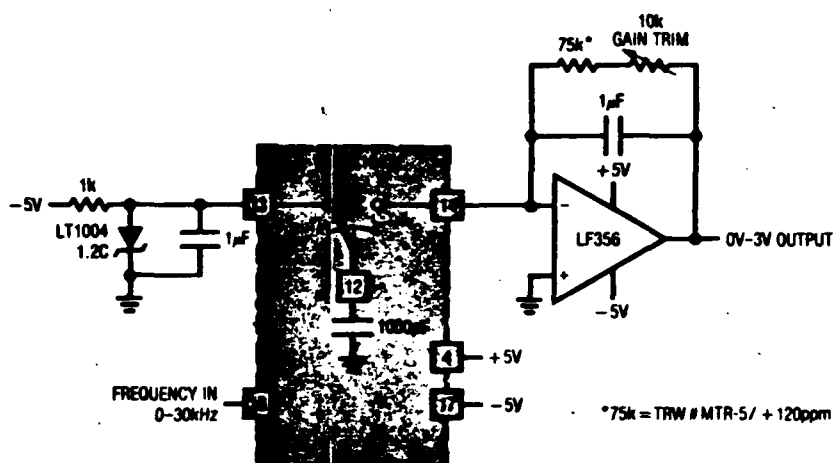 10k
GAIN TRIM
75k*
1µF
+5V
−5V
1k
LT1004
1.2C
1µF
13
14
−
LF356
+
0V–3V OUTPUT
−5V
12
4
+5V
17
−5V
FREQUENCY IN
0–30kHz
*75k = TRW # MTR-5/ +120ppm